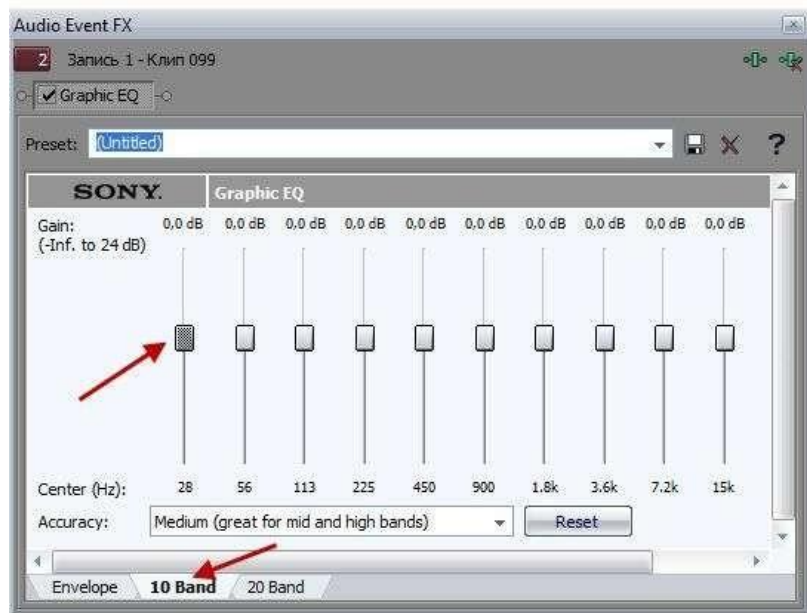 Audio Event FX
2 Запись 1 - Клип 099
Graphic EQ
Preset: (Untitled)
SONY. Graphic EQ
Gain: 0,0 dB 0,0 dB 0,0 dB 0,0 dB 0,0 dB 0,0 dB 0,0 dB 0,0 dB 0,0 dB 0,0 dB
(-Inf. to 24 dB)
Center (Hz): 28 56 113 225 450 900 1.8k 3.6k 7.2k 15k
Accuracy: Medium (great for mid and high bands) Reset
Envelope 10 Band 20 Band